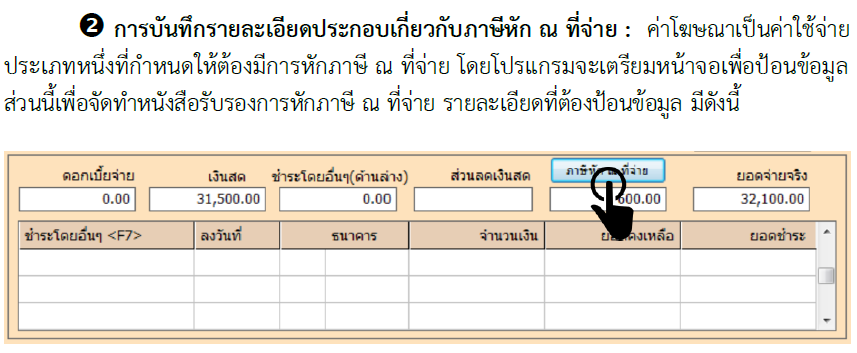 ❷ การบันทึกรายละเอียดประกอบเกี่ยวกับภาษีหัก ณ ที่จ่าย : ค่าโฆษณาเป็นค่าใช้จ่าย
ประเภทหนึ่งที่กำหนดให้ต้องมีการหักภาษี ณ ที่จ่าย โดยโปรแกรมจะเตรียมหน้าจอเพื่อป้อนข้อมูล
ส่วนนี้เพื่อจัดทำหนังสือรับรองการหักภาษี ณ ที่จ่าย รายละเอียดที่ต้องป้อนข้อมูล มีดังนี้
ดอกเบี้ยจ่าย เงินสด ชำระโดยอื่นๆ(ด้านล่าง) ส่วนลดเงินสด ภาษีหัก ณ ที่จ่าย ยอดจ่ายจริง
0.00 31,500.00 0.00 600.00 32,100.00
ชำระโดยอื่นๆ <F7> ลงวันที่ ธนาคาร จำนวนเงิน ยอดคงเหลือ ยอดชำระ